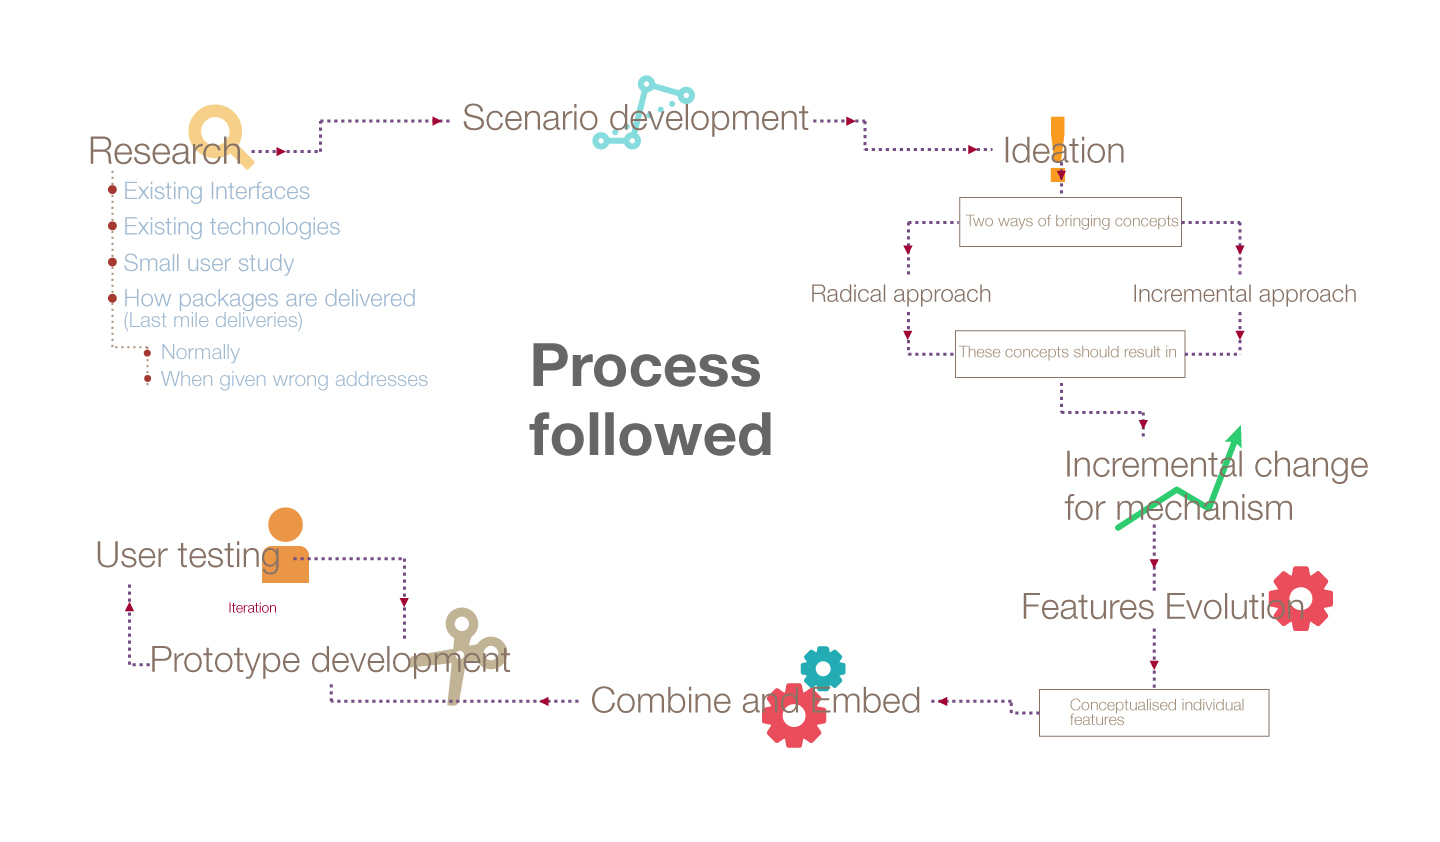 Scenario development
Research
Ideation
Existing Interfaces
Existing technologies
Small user study
How packages are delivered
(Last mile deliveries)
Normally
When given wrong addresses
Two ways of bringing concepts
Radical approach
Incremental approach
These concepts should result in
Process
followed
Incremental change
for mechanism
Features Evolution
Conceptualised individual
features
Combine and Embed
Prototype development
Iteration
User testing